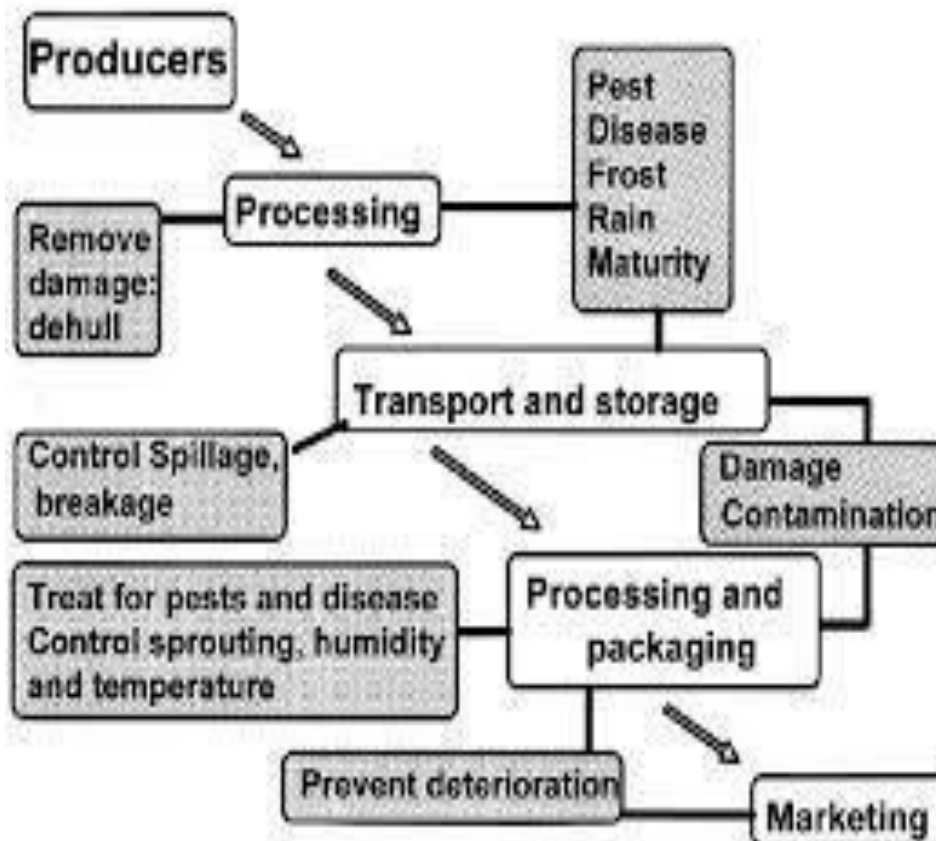 Producers
Pest
Disease
Frost
Rain
Maturity
Processing
Remove
damage:
dehull
Transport and storage
Control Spillage,
breakage
Damage
Contamination
Treat for pests and disease
Control sprouting, humidity
and temperature
Processing and
packaging
Prevent deterioration
Marketing